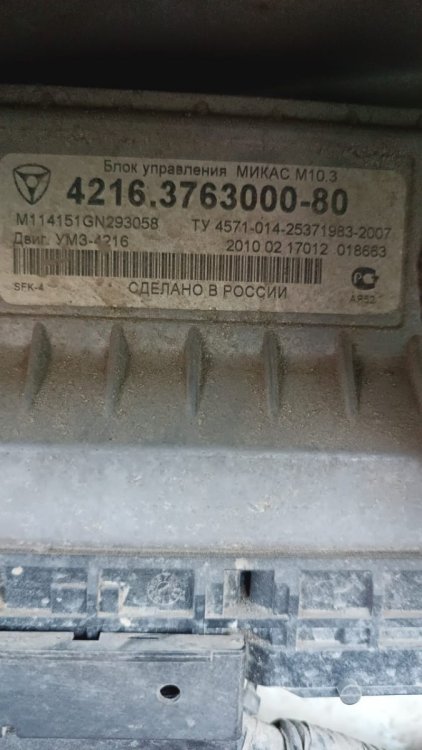 Блок управления МИКАС М10.3
4216.3763000-80
M114151GN293058 ТУ 4571-014-25371983-2007
Двиг. УМЗ-4216 2010 02 17012 018663
SFK-4 СДЕЛАНО В РОССИИ АЯ52